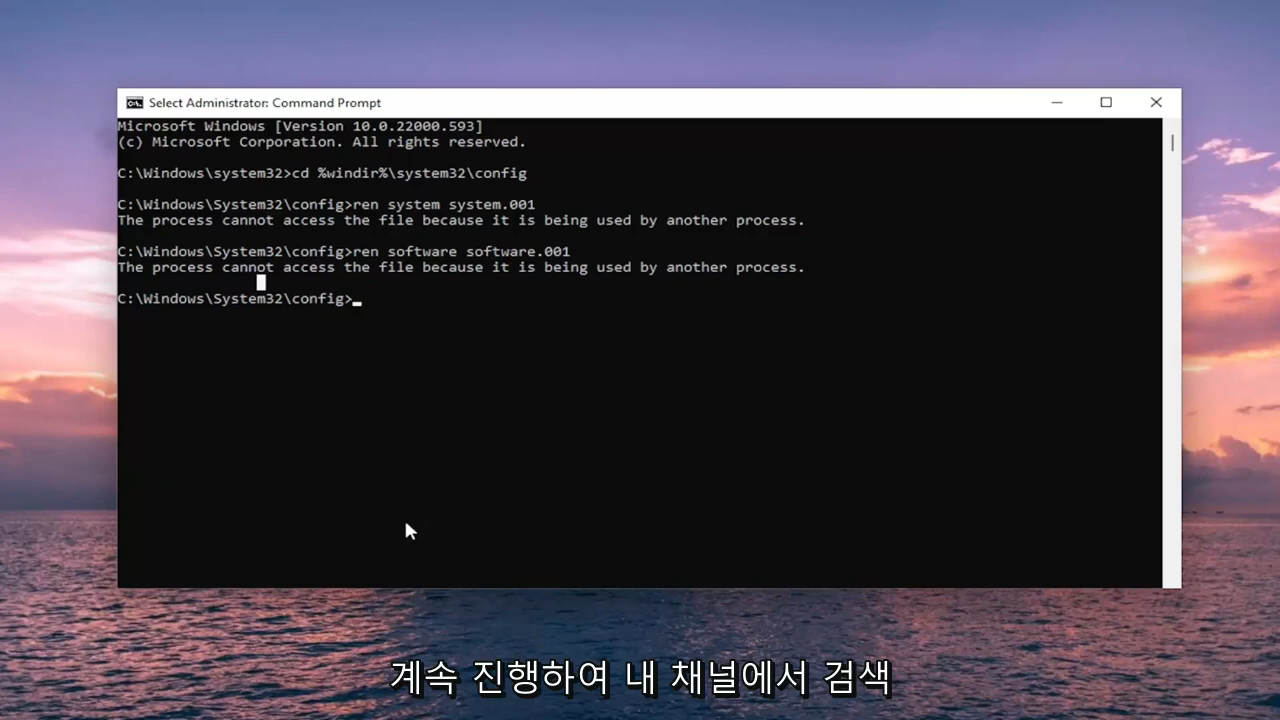 Select Administrator: Command Prompt
Microsoft Windows [Version 10.0.22000.593]
(c) Microsoft Corporation. All rights reserved.
C:\Windows\system32>cd %windir%\system32\config
C:\Windows\System32\config>ren system system.001
The process cannot access the file because it is being used by another process.
C:\Windows\System32\config>ren software software.001
The process cannot access the file because it is being used by another process.
C:\Windows\System32\config>
계속 진행하여 내 채널에서 검색